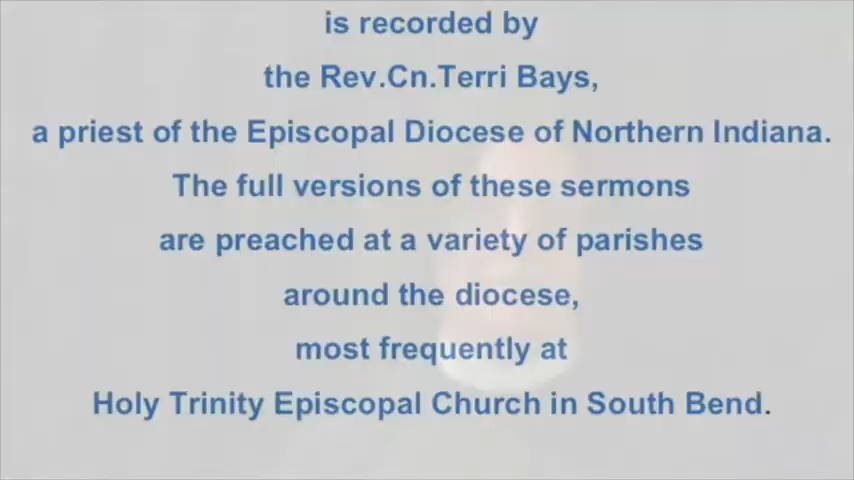 is recorded by
the Rev.Cn.Terri Bays,
a priest of the Episcopal Diocese of Northern Indiana.
The full versions of these sermons
are preached at a variety of parishes
around the diocese,
most frequently at
Holy Trinity Episcopal Church in South Bend.